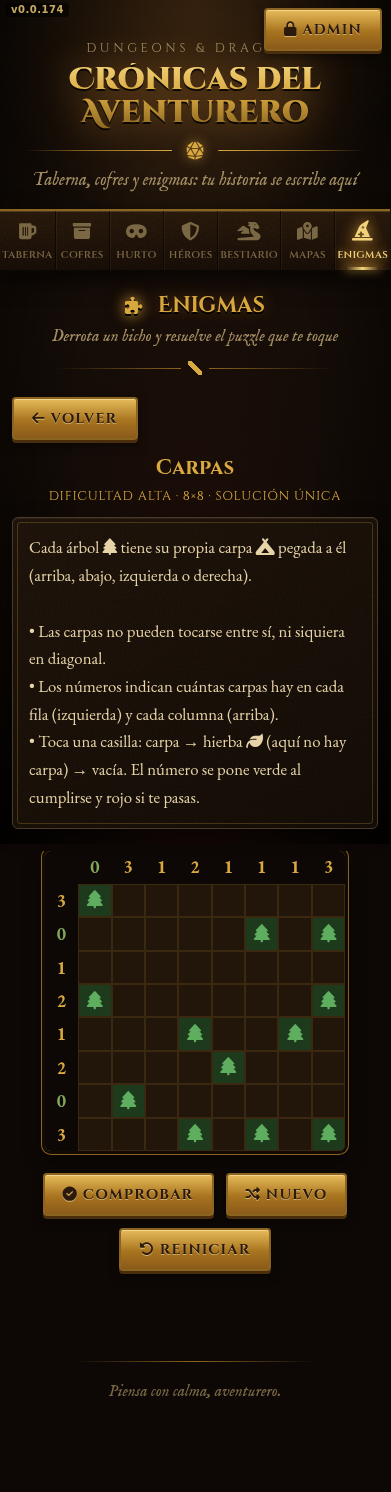 v0.0.174
ADMIN
DUNGEONS & DRAG
CRÓNICAS DEL
AVENTURERO
Taberna, cofres y enigmas: tu historia se escribe aquí
TABERNA COFRES HURTO HÉROES BESTIARIO MAPAS ENIGMAS
ENIGMAS
Derrota un bicho y resuelve el puzzle que te toque
← VOLVER
CARPAS
DIFICULTAD ALTA · 8×8 · SOLUCIÓN ÚNICA
Cada árbol tiene su propia carpa pegada a él
(arriba, abajo, izquierda o derecha).
• Las carpas no pueden tocarse entre sí, ni siquiera
en diagonal.
• Los números indican cuántas carpas hay en cada
fila (izquierda) y cada columna (arriba).
• Toca una casilla: carpa → hierba (aquí no hay
carpa) → vacía. El número se pone verde al
cumplirse y rojo si te pasas.
0 3 1 2 1 1 1 3
3
0
1
2
1
2
0
3
COMPROBAR
NUEVO
REINICIAR
Piensa con calma, aventurero.